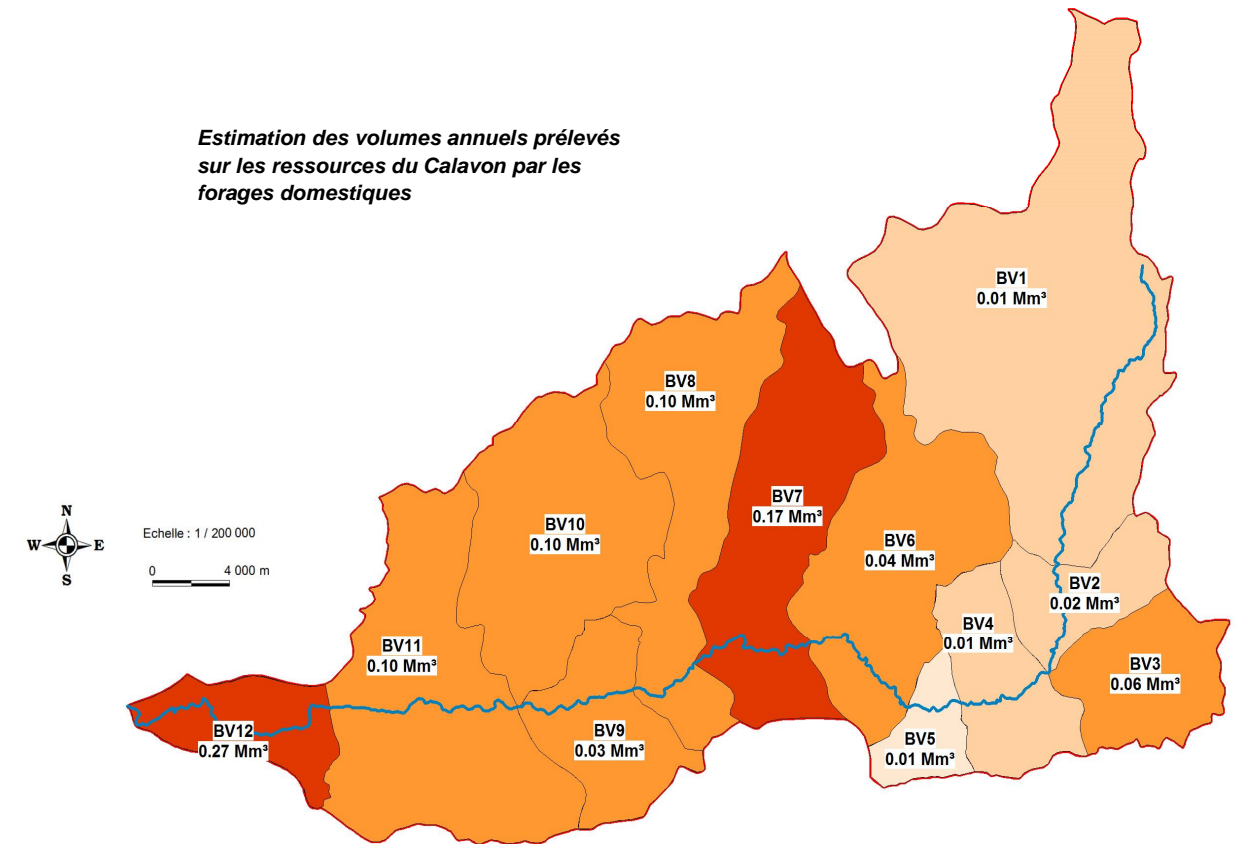 Estimation des volumes annuels prélevés
sur les ressources du Calavon par les
forages domestiques
BV1
0.01 Mm³
BV8
0.10 Mm³
BV7
0.17 Mm³
BV10
0.10 Mm³
BV6
0.04 Mm³
N
W E
S
Echelle : 1 / 200 000
0 4 000 m
BV2
0.02 Mm³
BV4
0.01 Mm³
BV11
0.10 Mm³
BV3
0.06 Mm³
BV12
0.27 Mm³
BV9
0.03 Mm³
BV5
0.01 Mm³